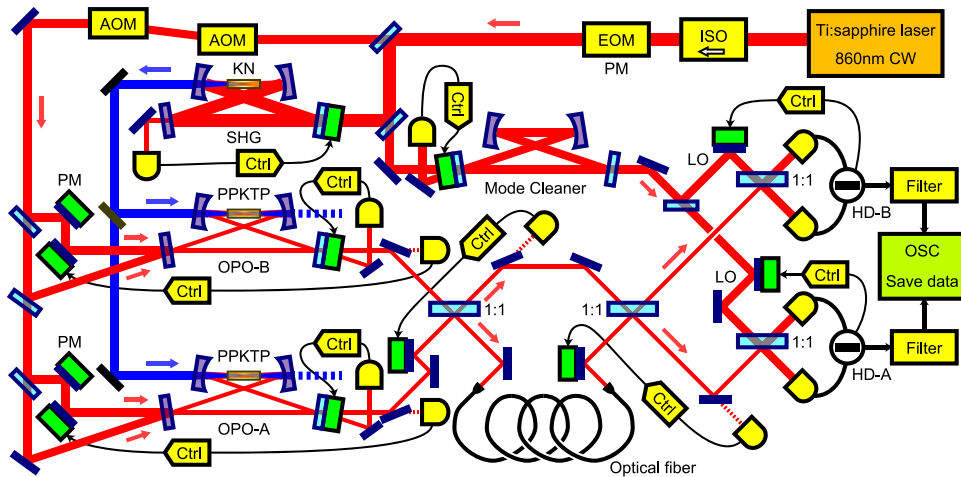 AOM
AOM
EOM
PM
ISO
Ti:sapphire laser
860nm CW
KN
SHG
Ctrl
Ctrl
Mode Cleaner
Ctrl
LO
1:1
HD-B
Filter
PM
PPKTP
Ctrl
OPO-B
Ctrl
Ctrl
1:1
1:1
LO
Ctrl
OSC
Save data
1:1
HD-A
Filter
PM
PPKTP
Ctrl
OPO-A
Ctrl
Ctrl
Optical fiber